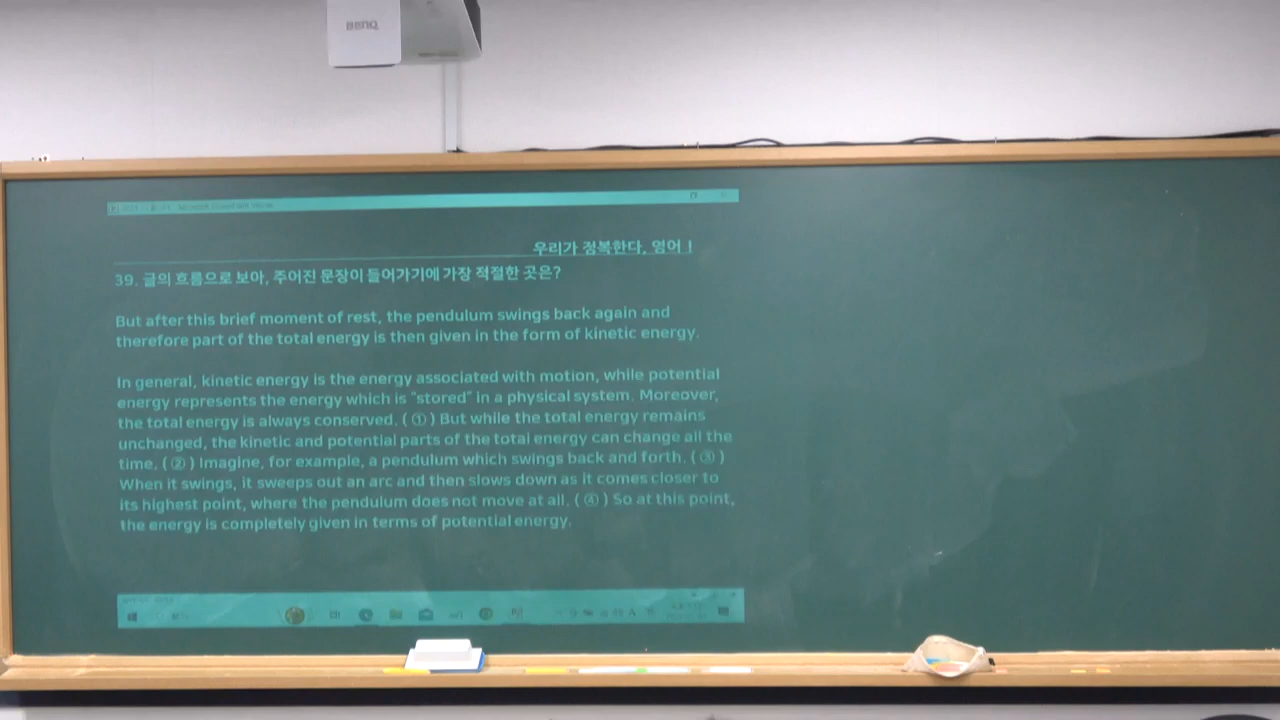 BenQ
Microsoft PowerPoint
우리가 정복한다, 영어 !
39. 글의 흐름으로 보아, 주어진 문장이 들어가기에 가장 적절한 곳은?
But after this brief moment of rest, the pendulum swings back again and
therefore part of the total energy is then given in the form of kinetic energy.
In general, kinetic energy is the energy associated with motion, while potential
energy represents the energy which is "stored" in a physical system. Moreover,
the total energy is always conserved. ( ① ) But while the total energy remains
unchanged, the kinetic and potential parts of the total energy can change all the
time. ( ② ) Imagine, for example, a pendulum which swings back and forth. ( ③ )
When it swings, it sweeps out an arc and then slows down as it comes closer to
its highest point, where the pendulum does not move at all. ( ④ ) So at this point,
the energy is completely given in terms of potential energy.